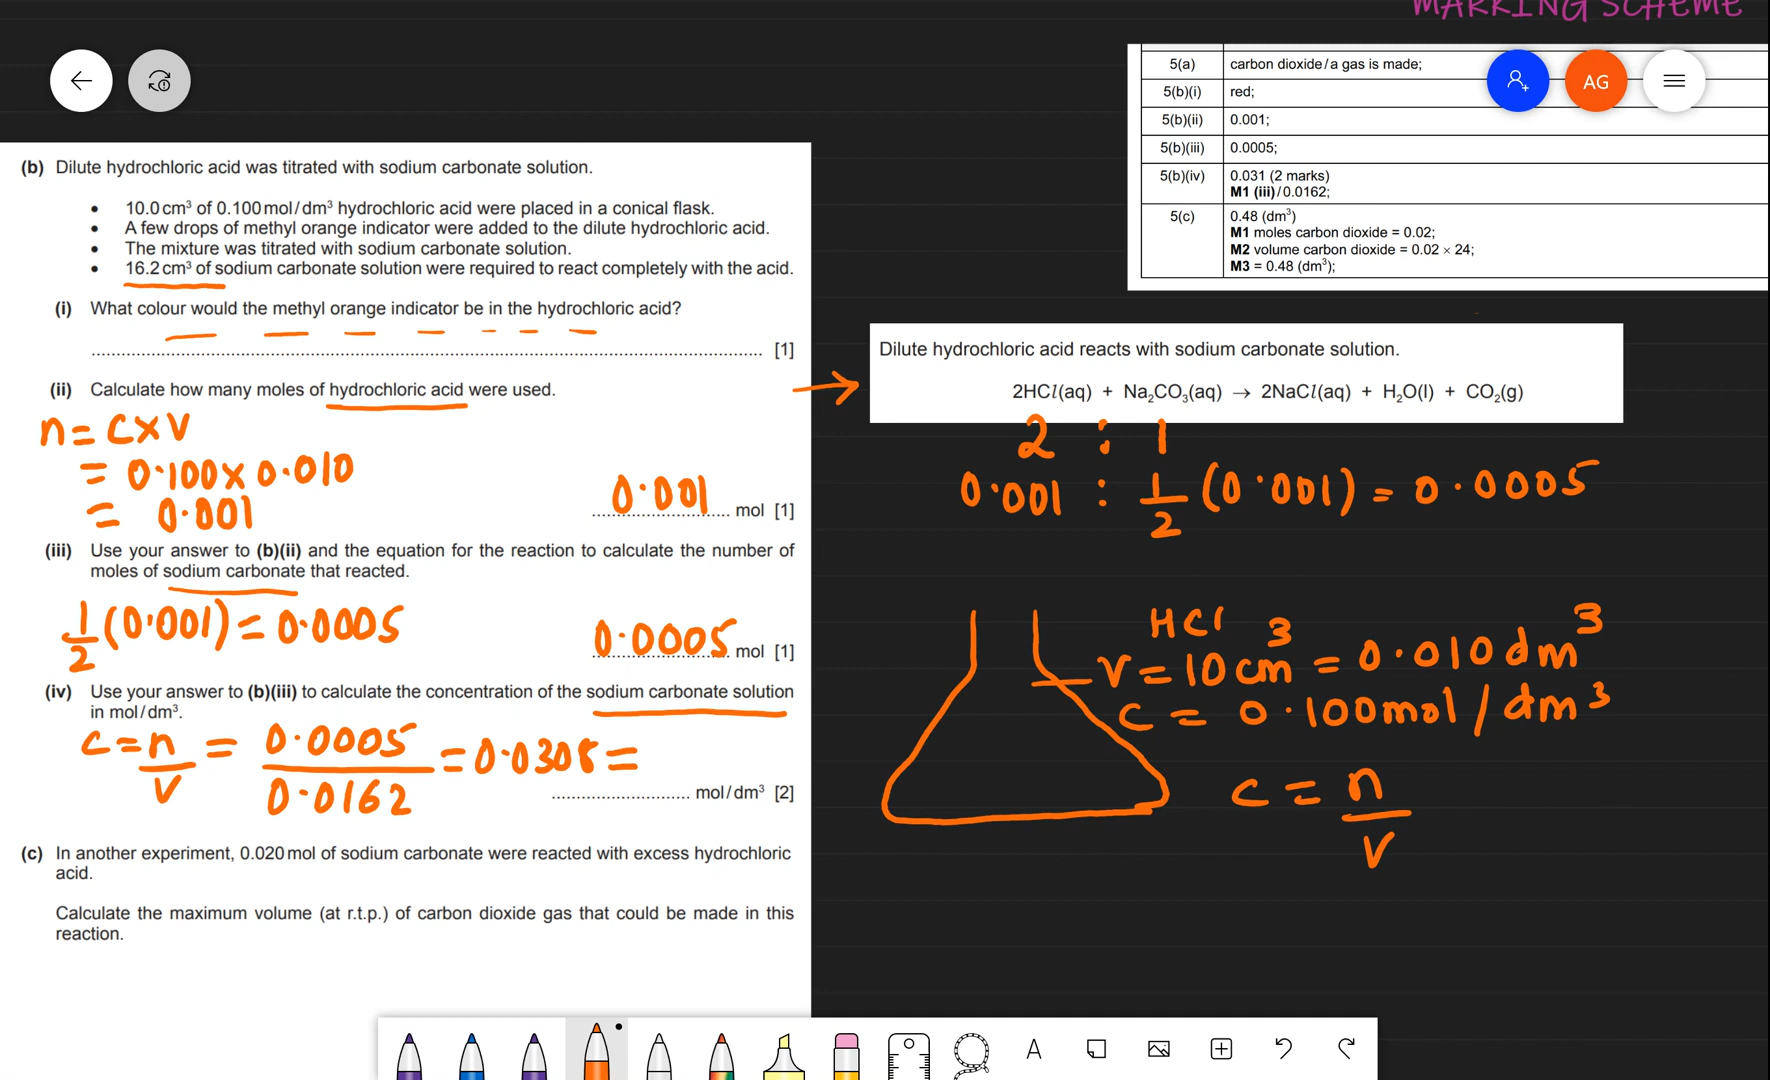 MARKING SCHEME
5(a) carbon dioxide/a gas is made;
5(b)(i) red;
5(b)(ii) 0.001;
5(b)(iii) 0.0005;
5(b)(iv) 0.031 (2 marks)
M1 (iii)/0.0162;
5(c) 0.48 (dm³)
M1 moles carbon dioxide = 0.02;
M2 volume carbon dioxide = 0.02 × 24;
M3 = 0.48 (dm³);
AG
(b) Dilute hydrochloric acid was titrated with sodium carbonate solution.
• 10.0 cm³ of 0.100 mol/dm³ hydrochloric acid were placed in a conical flask.
• A few drops of methyl orange indicator were added to the dilute hydrochloric acid.
• The mixture was titrated with sodium carbonate solution.
• 16.2 cm³ of sodium carbonate solution were required to react completely with the acid.
(i) What colour would the methyl orange indicator be in the hydrochloric acid?
[1]
(ii) Calculate how many moles of hydrochloric acid were used.
n = C × V
= 0.100 × 0.010
= 0.001
0.001 mol [1]
(iii) Use your answer to (b)(ii) and the equation for the reaction to calculate the number of
moles of sodium carbonate that reacted.
1/2 (0.001) = 0.0005
0.0005 mol [1]
(iv) Use your answer to (b)(iii) to calculate the concentration of the sodium carbonate solution
in mol/dm³.
C = n/V = 0.0005/0.0162 = 0.0308 =
mol/dm³ [2]
(c) In another experiment, 0.020 mol of sodium carbonate were reacted with excess hydrochloric
acid.
Calculate the maximum volume (at r.t.p.) of carbon dioxide gas that could be made in this
reaction.
Dilute hydrochloric acid reacts with sodium carbonate solution.
2HCl(aq) + Na₂CO₃(aq) → 2NaCl(aq) + H₂O(l) + CO₂(g)
2 : 1
0.001 : 1/2 (0.001) = 0.0005
HCl
V = 10 cm³ = 0.010 dm³
C = 0.100 mol/dm³
C = n/V
A